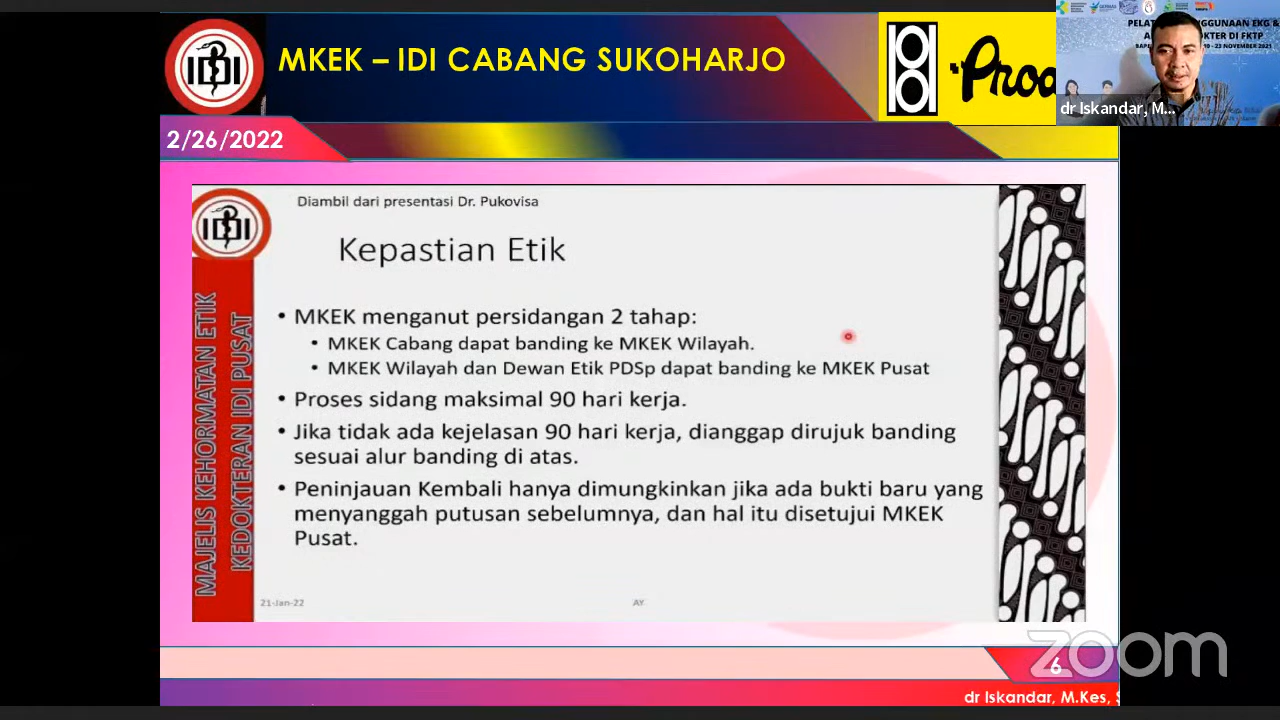 IDI
MKEK – IDI CABANG SUKOHARJO
Proc
2/26/2022
dr Iskandar, M...
Diambil dari presentasi Dr. Pukovisa
IDI
Kepastian Etik
MAJELIS KEHORMATAN ETIK
KEDOKTERAN IDI PUSAT
• MKEK menganut persidangan 2 tahap:
• MKEK Cabang dapat banding ke MKEK Wilayah.
• MKEK Wilayah dan Dewan Etik PDSp dapat banding ke MKEK Pusat
• Proses sidang maksimal 90 hari kerja.
• Jika tidak ada kejelasan 90 hari kerja, dianggap dirujuk banding
sesuai alur banding di atas.
• Peninjauan Kembali hanya dimungkinkan jika ada bukti baru yang
menyanggah putusan sebelumnya, dan hal itu disetujui MKEK
Pusat.
21-Jan-22
AY
zoom
6
dr Iskandar, M.Kes,